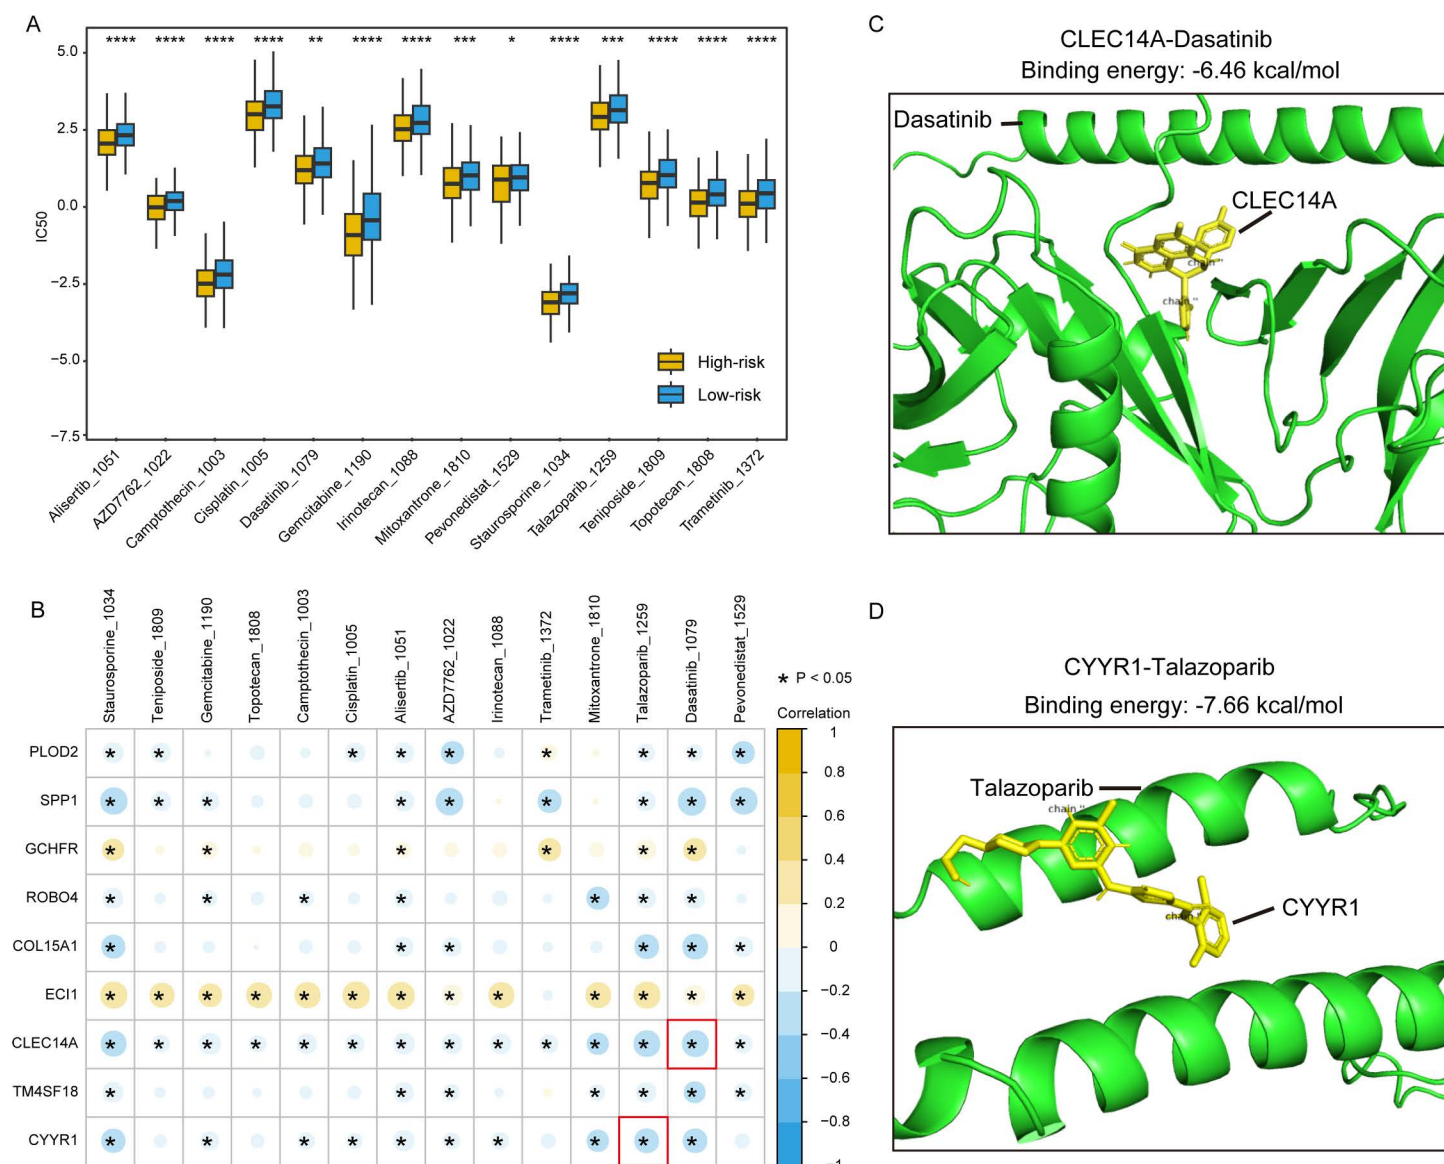 A
**** **** **** **** ** **** **** *** * **** *** **** **** ****
5.0
2.5
0.0
−2.5
−5.0
−7.5
IC50
High-risk
Low-risk
Alisertib_1051
AZD7762_1022
Camptothecin_1003
Cisplatin_1005
Dasatinib_1079
Gemcitabine_1190
Irinotecan_1088
Mitoxantrone_1810
Pevonedistat_1529
Staurosporine_1034
Talazoparib_1259
Teniposide_1809
Topotecan_1808
Trametinib_1372
B
Staurosporine_1034
Teniposide_1809
Gemcitabine_1190
Topotecan_1808
Camptothecin_1003
Cisplatin_1005
Alisertib_1051
AZD7762_1022
Irinotecan_1088
Trametinib_1372
Mitoxantrone_1810
Talazoparib_1259
Dasatinib_1079
Pevonedistat_1529
PLOD2 * * * * * * * * * *
SPP1 * * * * * * * * *
GCHFR * * * * * *
ROBO4 * * * * * * *
COL15A1 * * * * * *
ECI1 * * * * * * * * * * * * *
CLEC14A * * * * * * * * * * * * * *
TM4SF18 * * * * * * *
CYYR1 * * * * * * * * * *
* P < 0.05
Correlation
1
0.8
0.6
0.4
0.2
0
−0.2
−0.4
−0.6
−0.8
−1
C
CLEC14A-Dasatinib
Binding energy: -6.46 kcal/mol
Dasatinib
CLEC14A
chain ''
chain ''
D
CYYR1-Talazoparib
Binding energy: -7.66 kcal/mol
Talazoparib
chain ''
chain ''
CYYR1